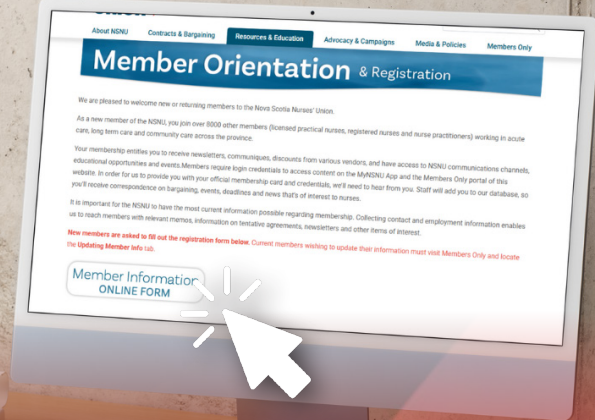 About NSNU Contracts & Bargaining Resources & Education Advocacy & Campaigns Media & Policies Members Only
Member Orientation & Registration
We are pleased to welcome new or returning members to the Nova Scotia Nurses' Union.
As a new member of the NSNU, you join over 8000 other members (licensed practical nurses, registered nurses and nurse practitioners) working in acute
care, long term care and community care across the province.
Your membership entitles you to receive newsletters, communiques, discounts from various vendors, and have access to NSNU communications channels,
educational opportunities and events.Members require login credentials to access content on the MyNSNU App and the Members Only portal of this
website. In order for us to provide you with your official membership card and credentials, we'll need to hear from you. Staff will add you to our database, so
you'll receive correspondence on bargaining, events, deadlines and news that's of interest to nurses.
It is important for the NSNU to have the most current information possible regarding membership. Collecting contact and employment information enables
us to reach members with relevant memos, information on tentative agreements, newsletters and other items of interest.
New members are asked to fill out the registration form below. Current members wishing to update their information must visit Members Only and locate
the Updating Member Info tab.
Member Information
ONLINE FORM